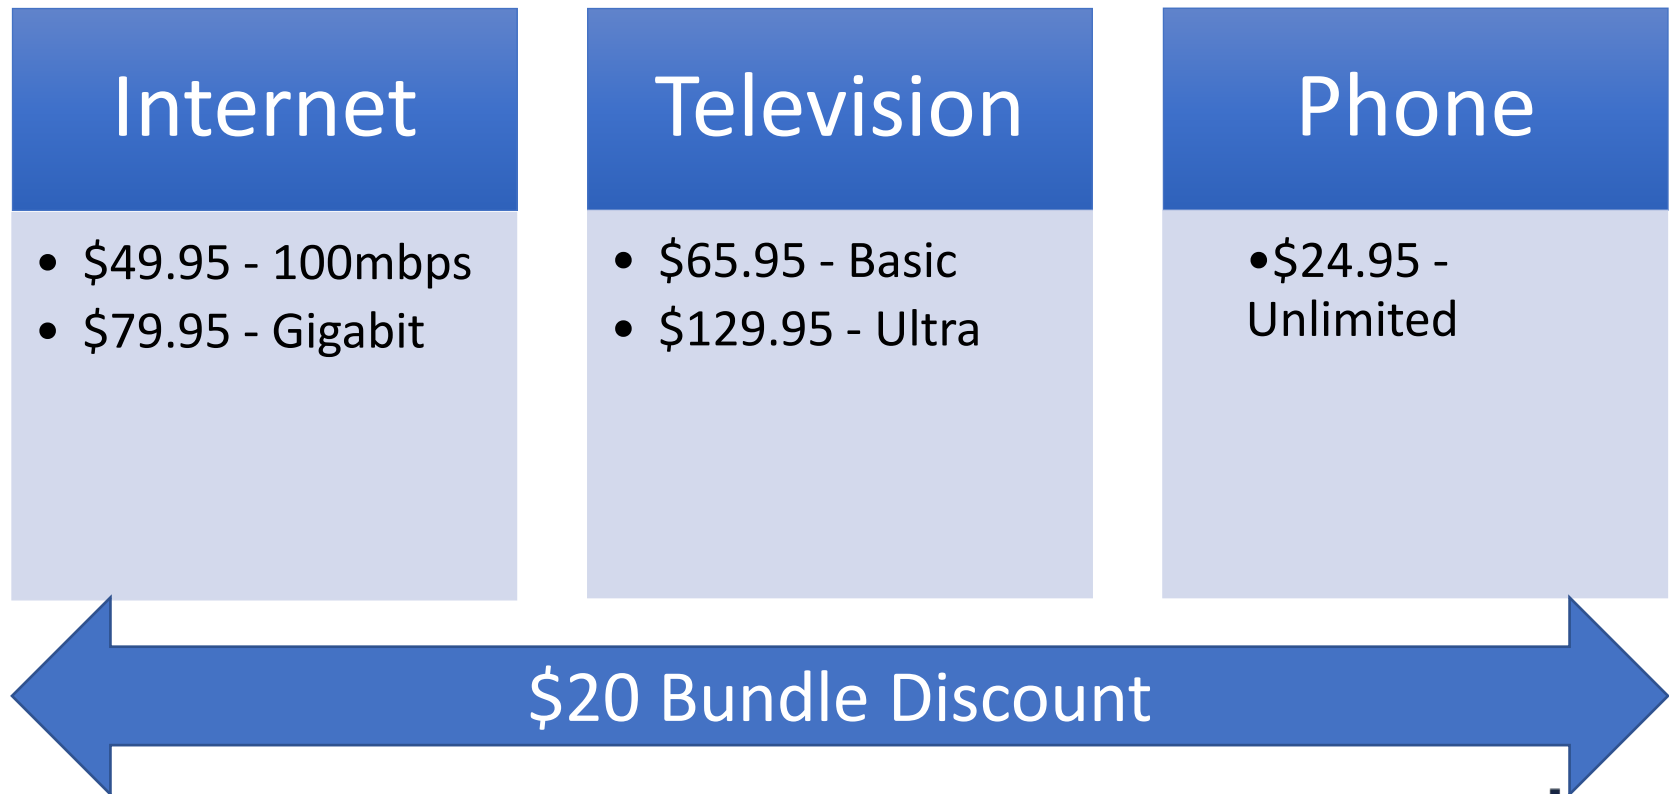 Internet
• $49.95 - 100mbps
• $79.95 - Gigabit
Television
• $65.95 - Basic
• $129.95 - Ultra
Phone
•$24.95 -
Unlimited
$20 Bundle Discount